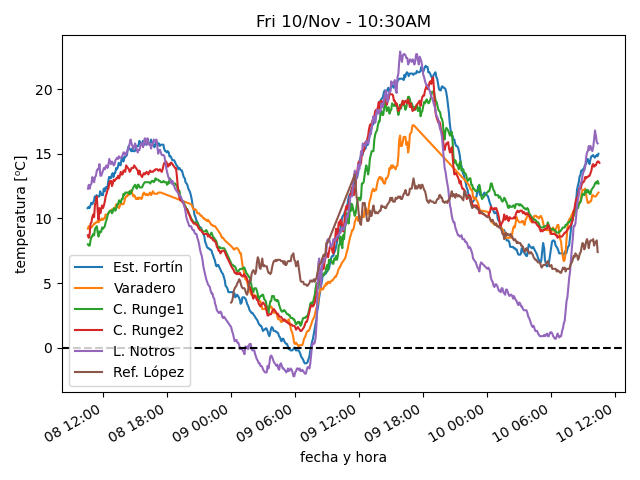 Fri 10/Nov - 10:30AM
temperatura [ºC]
20
15
10
5
0
Est. Fortín
Varadero
C. Runge1
C. Runge2
L. Notros
Ref. López
08 12:00
08 18:00
09 00:00
09 06:00
09 12:00
09 18:00
10 00:00
10 06:00
10 12:00
fecha y hora